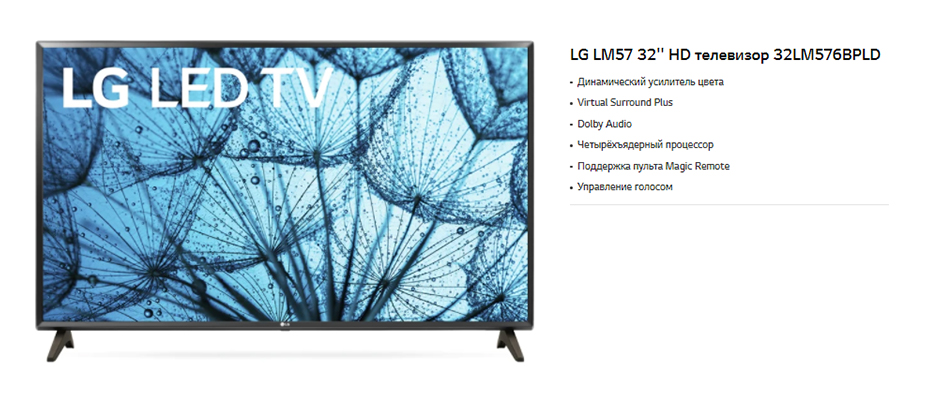 LG LED TV
LG
LG LM57 32'' HD телевизор 32LM576BPLD
• Динамический усилитель цвета
• Virtual Surround Plus
• Dolby Audio
• Четырёхъядерный процессор
• Поддержка пульта Magic Remote
• Управление голосом